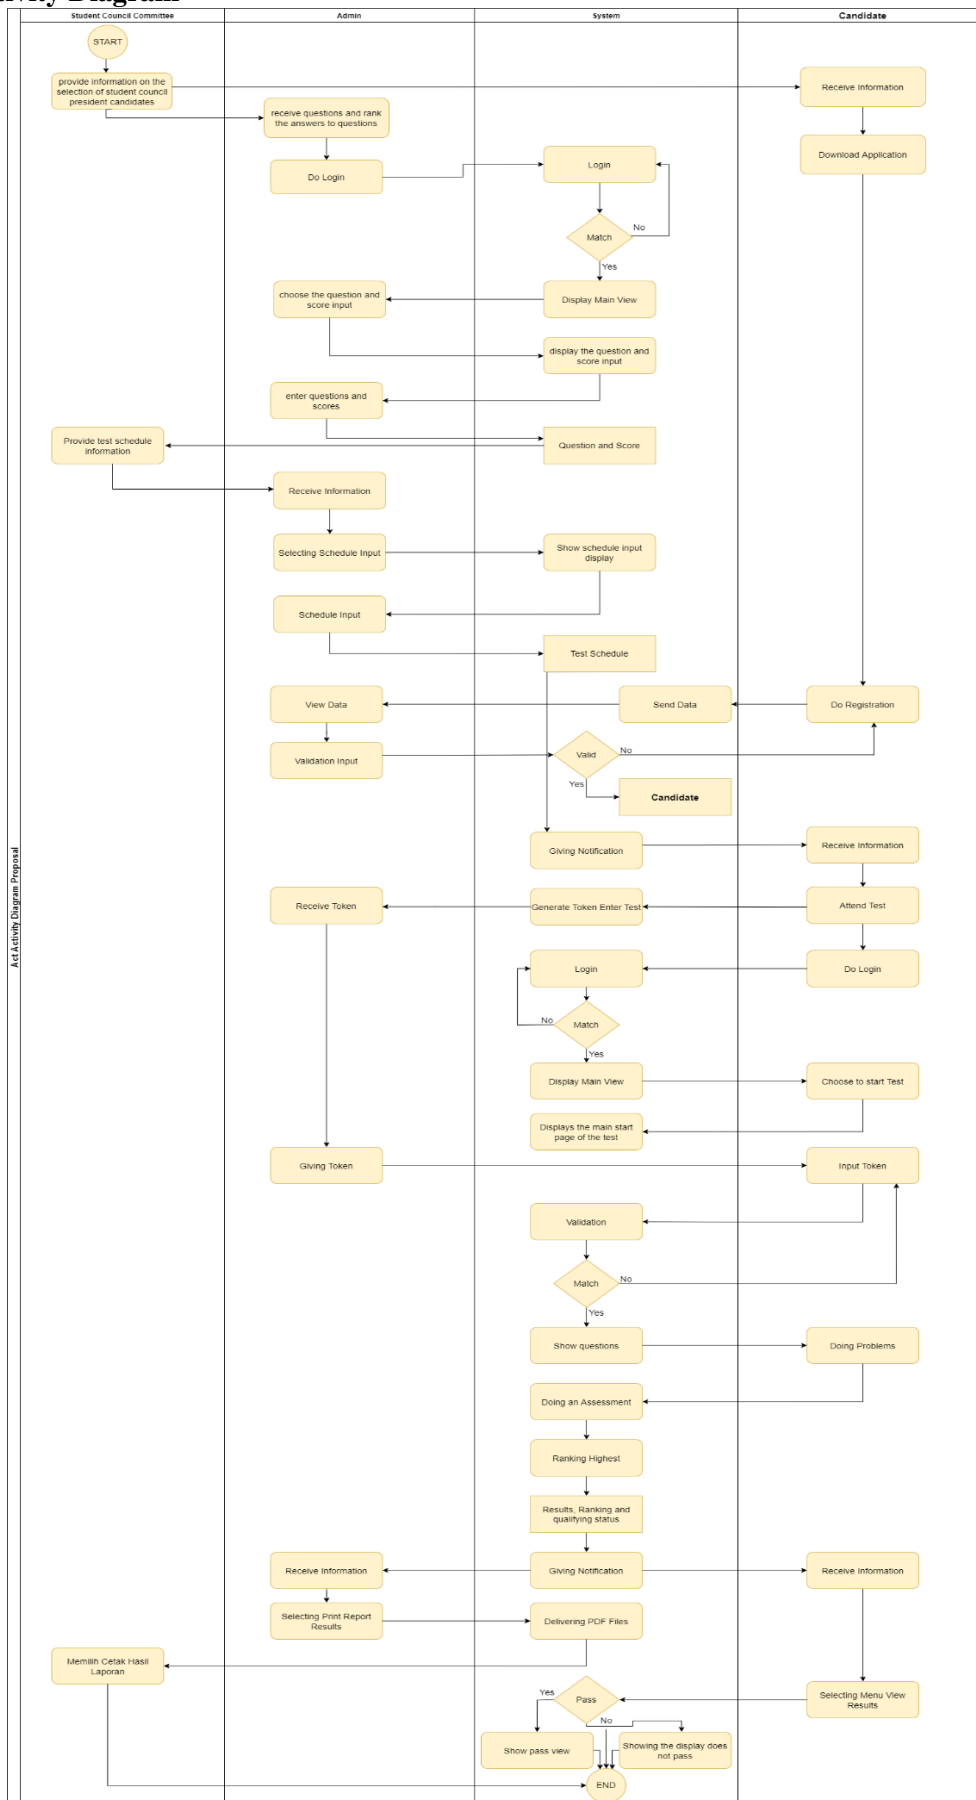 ivity Diagram
Student Council Committee
Admin
System
Candidate
START
provide information on the
selection of student council
president candidates
Receive Information
receive questions and rank
the answers to questions
Download Application
Do Login
Login
Match
No
Yes
choose the question and
score input
Display Main View
display the question and
score input
enter questions and
scores
Provide test schedule
information
Question and Score
Receive Information
Selecting Schedule Input
Show schedule input
display
Schedule Input
Test Schedule
View Data
Send Data
Do Registration
Validation Input
Valid
No
Yes
Candidate
Act Activity Diagram Proposal
Giving Notification
Receive Information
Receive Token
Generate Token Enter Test
Attend Test
Login
Do Login
No
Match
Yes
Display Main View
Choose to start Test
Displays the main start
page of the test
Giving Token
Input Token
Validation
Match
No
Yes
Show questions
Doing Problems
Doing an Assessment
Ranking Highest
Results, Ranking and
qualifying status
Receive Information
Giving Notification
Receive Information
Selecting Print Report
Results
Delivering PDF Files
Memilih Cetak Hasil
Laporan
Selecting Menu View
Results
Yes
Pass
No
Show pass view
Showing the display does
not pass
END